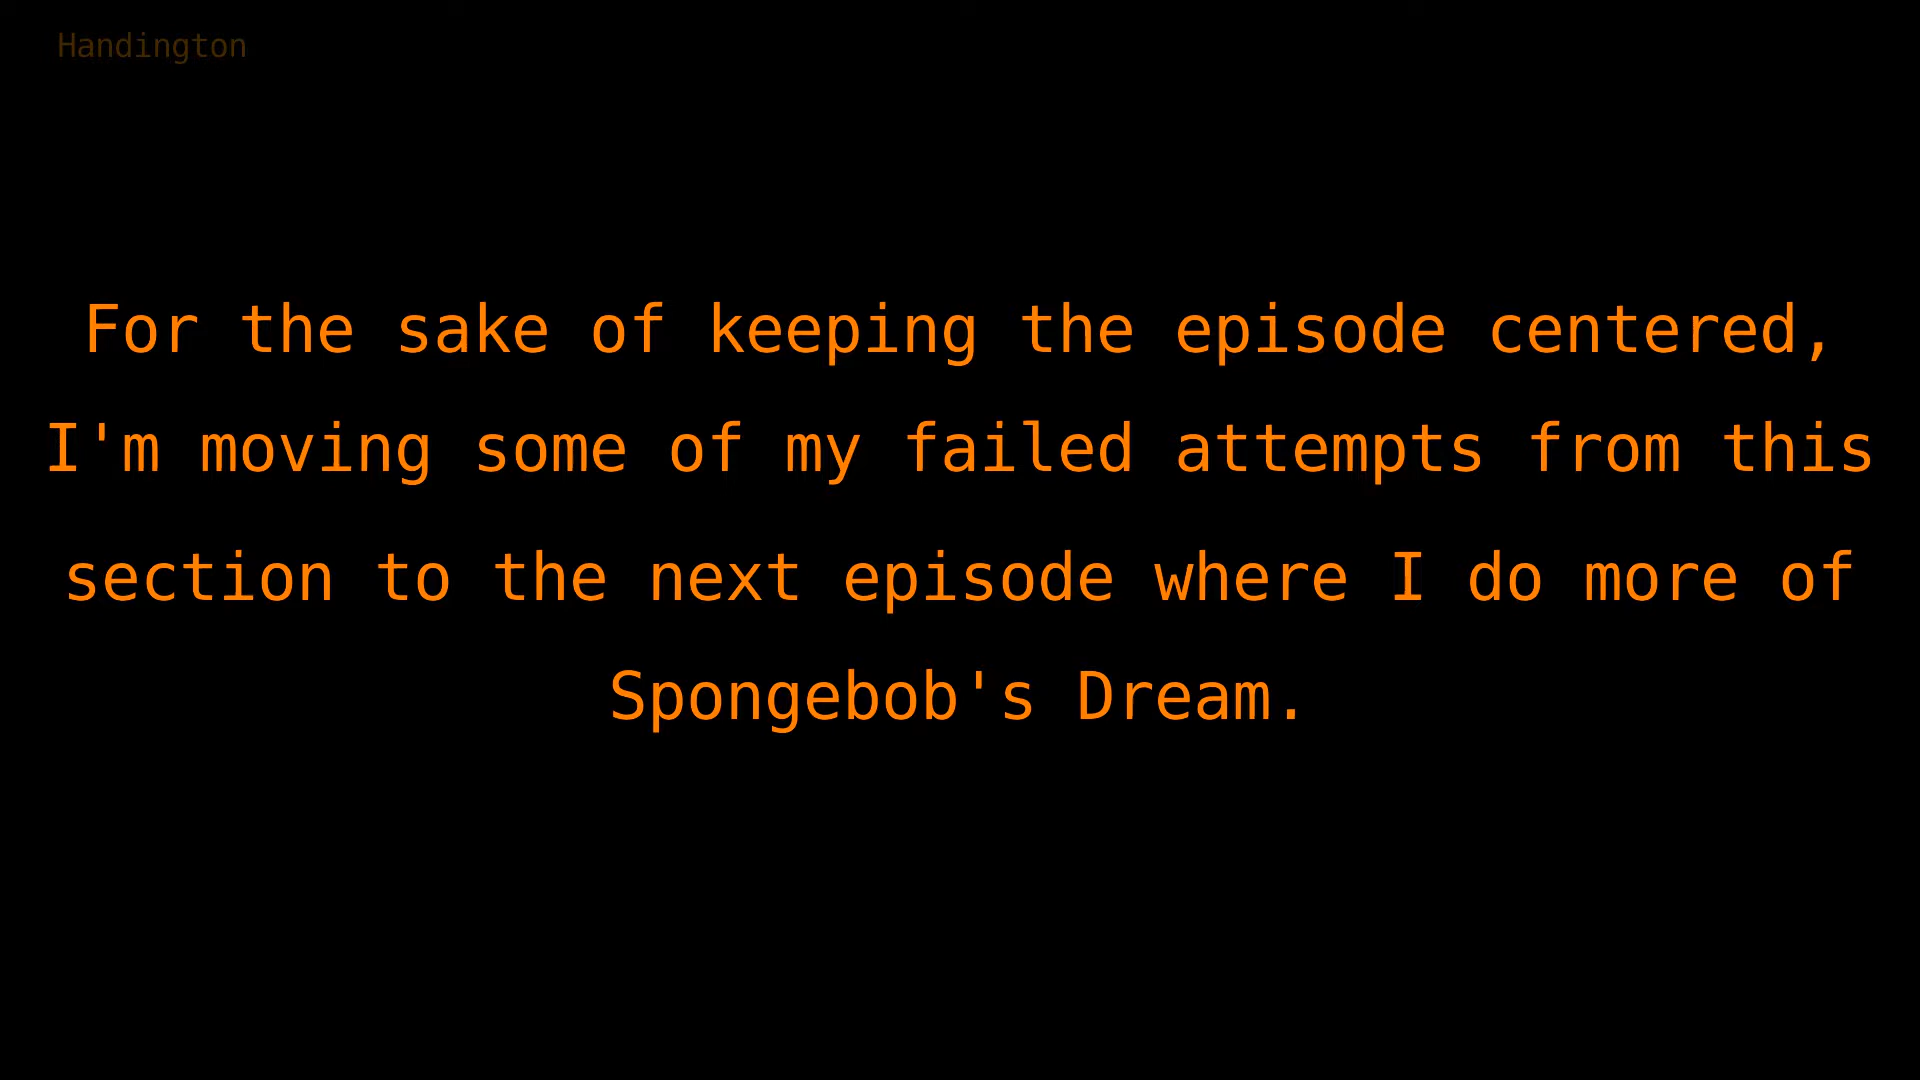 Handington
For the sake of keeping the episode centered,
I'm moving some of my failed attempts from this
section to the next episode where I do more of
Spongebob's Dream.